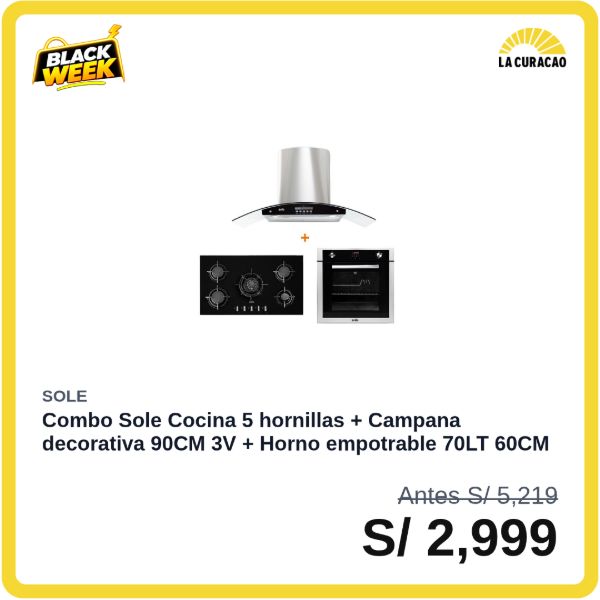 BLACK
WEEK
LA CURACAO
SOLE
Combo Sole Cocina 5 hornillas + Campana
decorativa 90CM 3V + Horno empotrable 70LT 60CM
Antes S/ 5,219
S/ 2,999